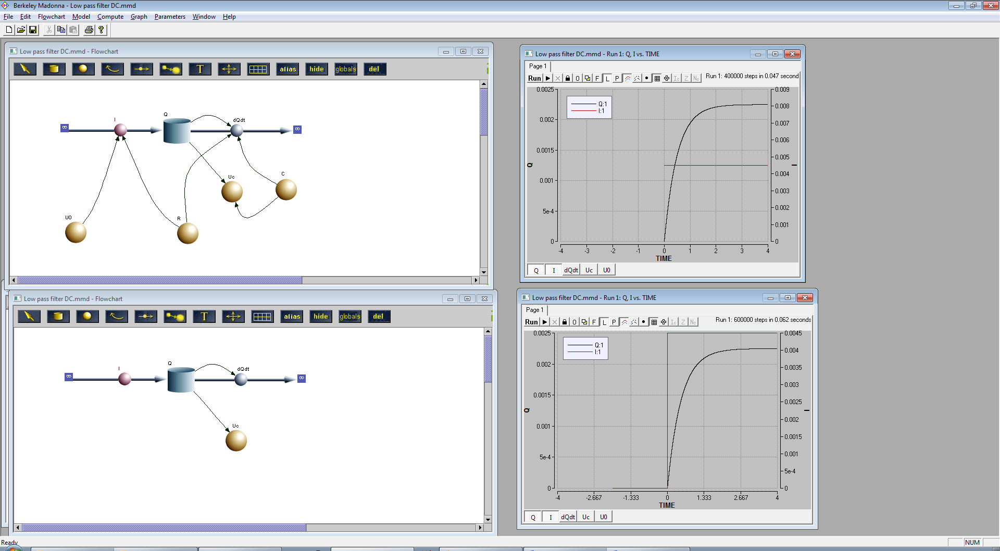 Berkeley Madonna - Low pass filter DC.mmd
File Edit Flowchart Model Compute Graph Parameters Window Help
Low pass filter DC.mmd - Flowchart
T alias hide globals del
I
Q
dQdt
Uc
C
U0
R
Low pass filter DC.mmd - Run 1: Q, I vs. TIME
Page 1
Run O F L P Ic Z Nc Run 1: 400000 steps in 0.047 second
Q:1
I:1
0.0025
0.002
0.0015
0.001
5e-4
0
Q
0.009
0.008
0.007
0.006
0.005
0.004
0.003
0.002
0.001
0
I
-4 -3 -2 -1 0 1 2 3 4
TIME
Q I dQdt Uc U0
Low pass filter DC.mmd - Flowchart
T alias hide globals del
I
Q
dQdt
Uc
Low pass filter DC.mmd - Run 1: Q, I vs. TIME
Page 1
Run O F L P Ic Z Nc Run 1: 600000 steps in 0.062 seconds
Q:1
I:1
0.0025
0.002
0.0015
0.001
5e-4
0
Q
0.0045
0.004
0.0035
0.003
0.0025
0.002
0.0015
0.001
5e-4
0
I
-4 -2.667 -1.333 0 1.333 2.667 4
TIME
Q I dQdt Uc U0
Ready
NUM